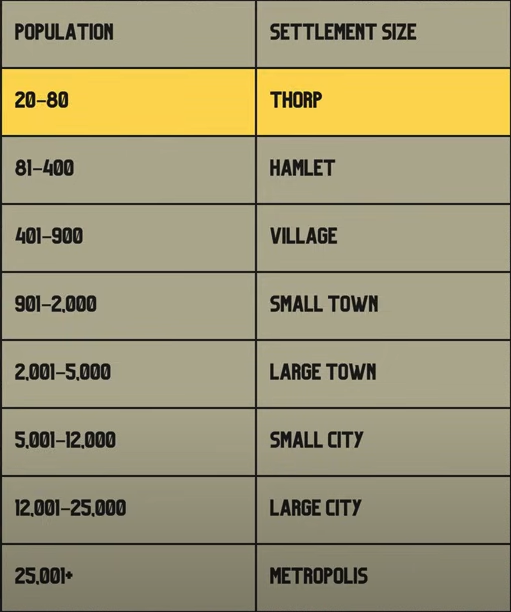 POPULATION SETTLEMENT SIZE
20–80 THORP
81–400 HAMLET
401–900 VILLAGE
901–2,000 SMALL TOWN
2,001–5,000 LARGE TOWN
5,001–12,000 SMALL CITY
12,001–25,000 LARGE CITY
25,001+ METROPOLIS